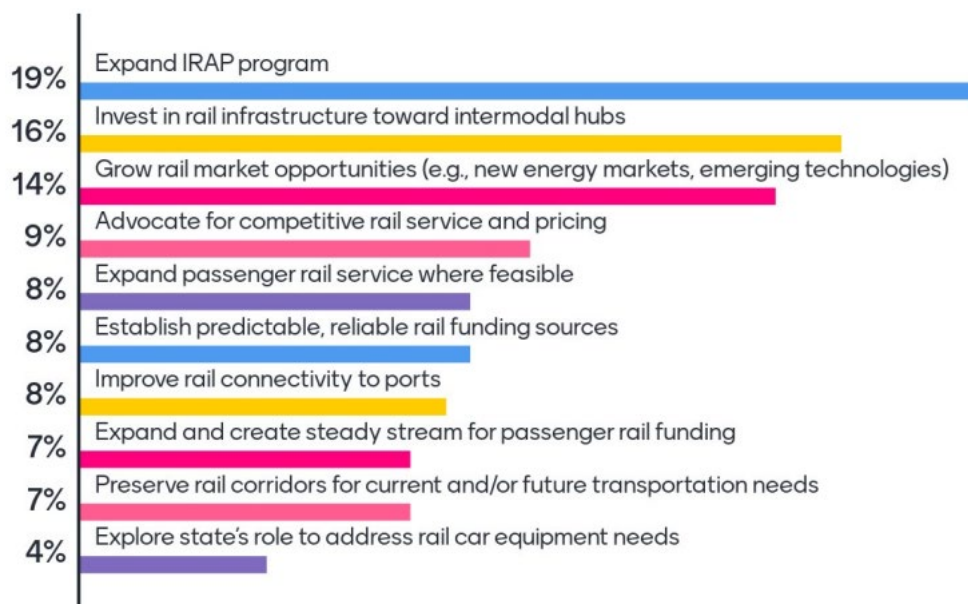 Expand IRAP program
19%
Invest in rail infrastructure toward intermodal hubs
16%
Grow rail market opportunities (e.g., new energy markets, emerging technologies)
14%
Advocate for competitive rail service and pricing
9%
Expand passenger rail service where feasible
8%
Establish predictable, reliable rail funding sources
8%
Improve rail connectivity to ports
8%
Expand and create steady stream for passenger rail funding
7%
Preserve rail corridors for current and/or future transportation needs
7%
Explore state's role to address rail car equipment needs
4%